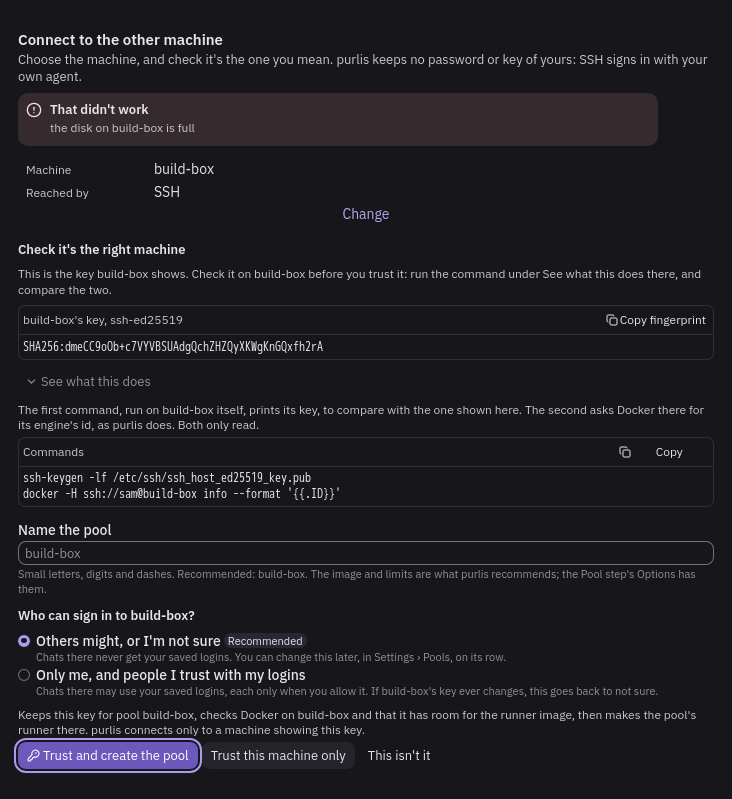 Connect to the other machine
Choose the machine, and check it's the one you mean. purlis keeps no password or key of yours: SSH signs in with your
own agent.
That didn't work
the disk on build-box is full
Machine build-box
Reached by SSH
Change
Check it's the right machine
This is the key build-box shows. Check it on build-box before you trust it: run the command under See what this does there, and
compare the two.
build-box's key, ssh-ed25519 Copy fingerprint
SHA256:dmeCC9oOb+c7VYVBSUAdgQchZHZQyXKWgKnGQxfh2rA
See what this does
The first command, run on build-box itself, prints its key, to compare with the one shown here. The second asks Docker there for
its engine's id, as purlis does. Both only read.
Commands Copy
ssh-keygen -lf /etc/ssh/ssh_host_ed25519_key.pub
docker -H ssh://sam@build-box info --format '{{.ID}}'
Name the pool
build-box
Small letters, digits and dashes. Recommended: build-box. The image and limits are what purlis recommends; the Pool step's Options has
them.
Who can sign in to build-box?
Others might, or I'm not sure Recommended
Chats there never get your saved logins. You can change this later, in Settings › Pools, on its row.
Only me, and people I trust with my logins
Chats there may use your saved logins, each only when you allow it. If build-box's key ever changes, this goes back to not sure.
Keeps this key for pool build-box, checks Docker on build-box and that it has room for the runner image, then makes the pool's
runner there. purlis connects only to a machine showing this key.
Trust and create the pool Trust this machine only This isn't it